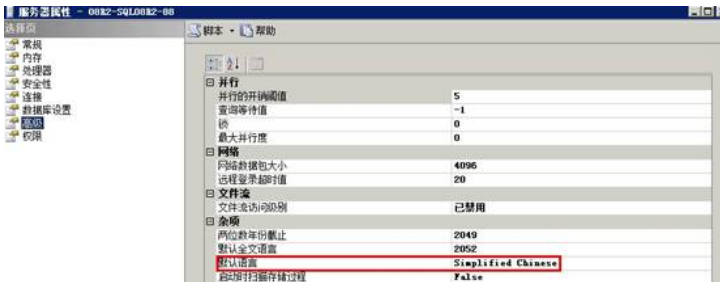 服务器属性 - 08R2-SQL08R2-88
选择页
常规
内存
处理器
安全性
连接
数据库设置
高级
权限
脚本
帮助
并行
并行的开销阈值 5
查询等待值 -1
锁 0
最大并行度 0
网络
网络数据包大小 4096
远程登录超时值 20
文件流
文件流访问级别 已禁用
杂项
两位数年份截止 2049
默认全文语言 2052
默认语言 Simplified Chinese
启动时扫描存储过程 False